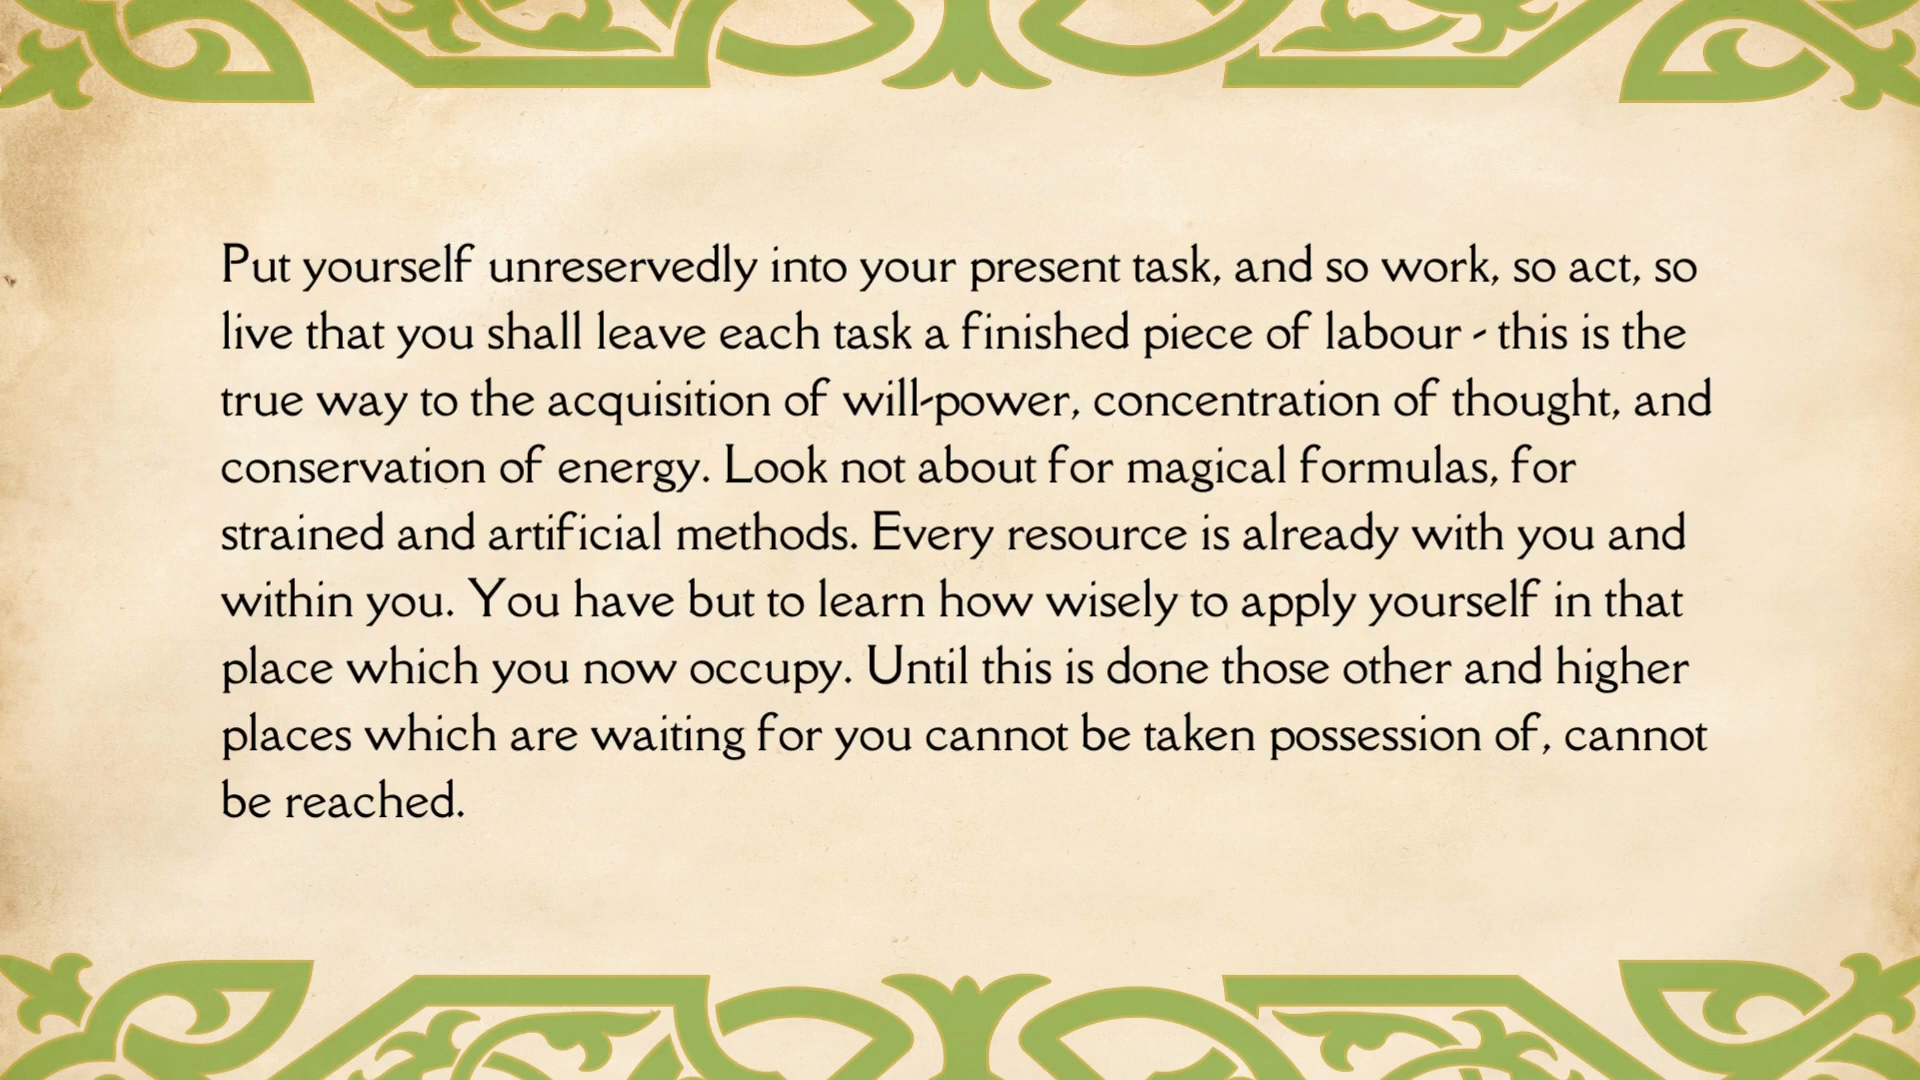 Put yourself unreservedly into your present task, and so work, so act, so
live that you shall leave each task a finished piece of labour - this is the
true way to the acquisition of will-power, concentration of thought, and
conservation of energy. Look not about for magical formulas, for
strained and artificial methods. Every resource is already with you and
within you. You have but to learn how wisely to apply yourself in that
place which you now occupy. Until this is done those other and higher
places which are waiting for you cannot be taken possession of, cannot
be reached.